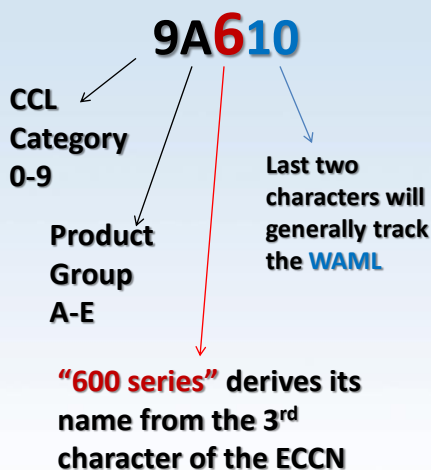 9A610
CCL
Category
0-9
Last two
characters will
generally track
the WAML
Product
Group
A-E
“600 series” derives its
name from the 3rd
character of the ECCN